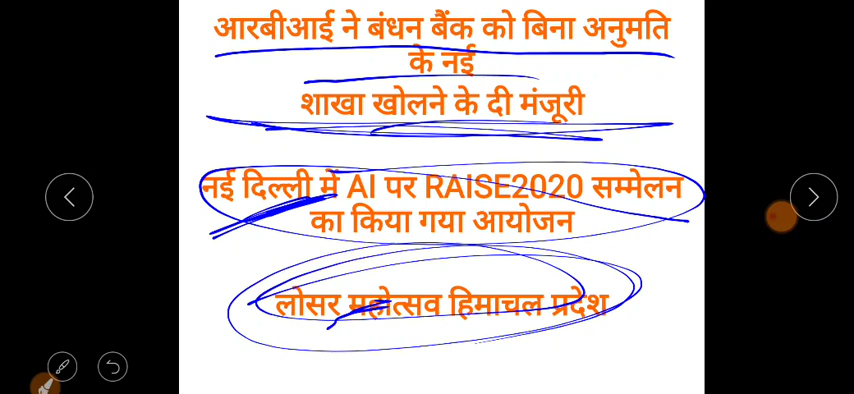 आरबीआई ने बंधन बैंक को बिना अनुमति
के नई
शाखा खोलने के दी मंजूरी
नई दिल्ली में AI पर RAISE2020 सम्मेलन
का किया गया आयोजन
लोसर महोत्सव हिमाचल प्रदेश